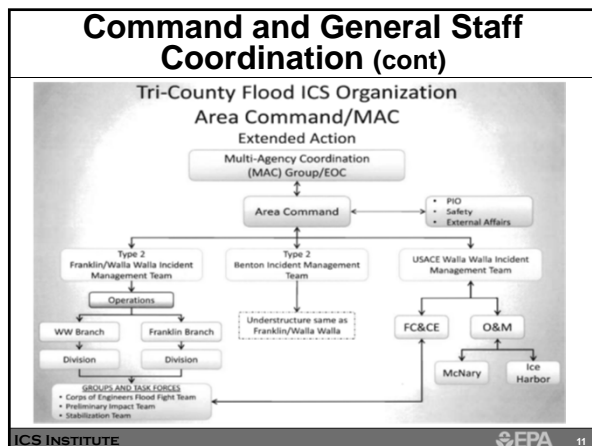 Command and General Staff
Coordination (cont)
Tri-County Flood ICS Organization
Area Command/MAC
Extended Action
Multi-Agency Coordination
(MAC) Group/EOC
Area Command
• PIO
• Safety
• External Affairs
Type 2
Franklin/Walla Walla Incident
Management Team
Type 2
Benton Incident Management
Team
USACE Walla Walla Incident
Management Team
Operations
Understructure same as
Franklin/Walla Walla
WW Branch
Franklin Branch
FC&CE
O&M
Division
Division
McNary
Ice
Harbor
GROUPS AND TASK FORCES
• Corps of Engineers Flood Fight Team
• Preliminary Impact Team
• Stabilization Team
ICS INSTITUTE
EPA
11